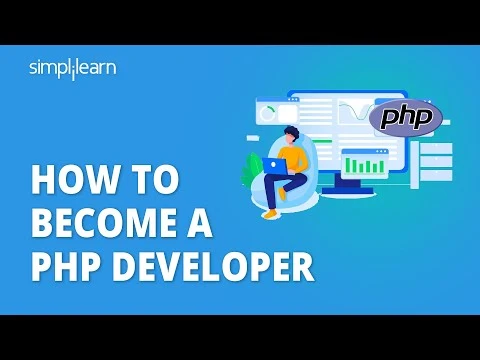 simplilearn
php
HOW TO
BECOME A
PHP DEVELOPER